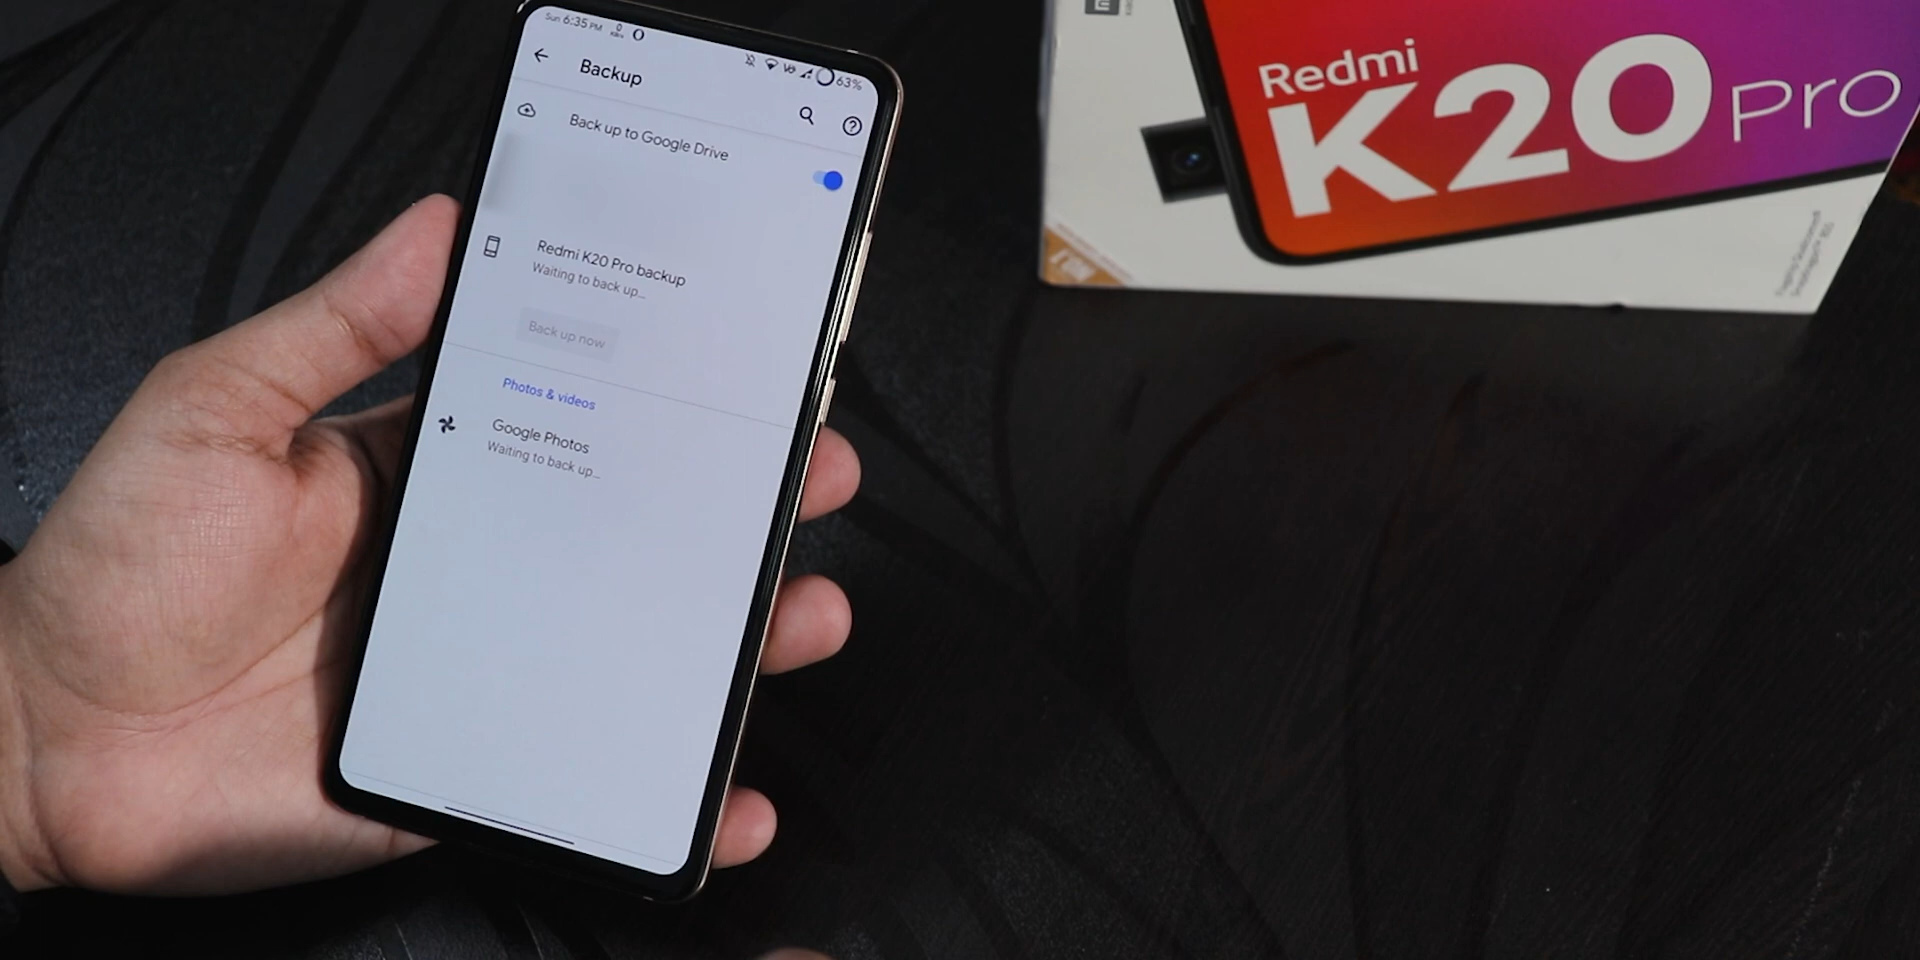 Sun 6:35 PM
63%
Backup
Back up to Google Drive
Redmi K20 Pro backup
Waiting to back up...
Back up now
Photos & videos
Google Photos
Waiting to back up...
Redmi
K20 Pro